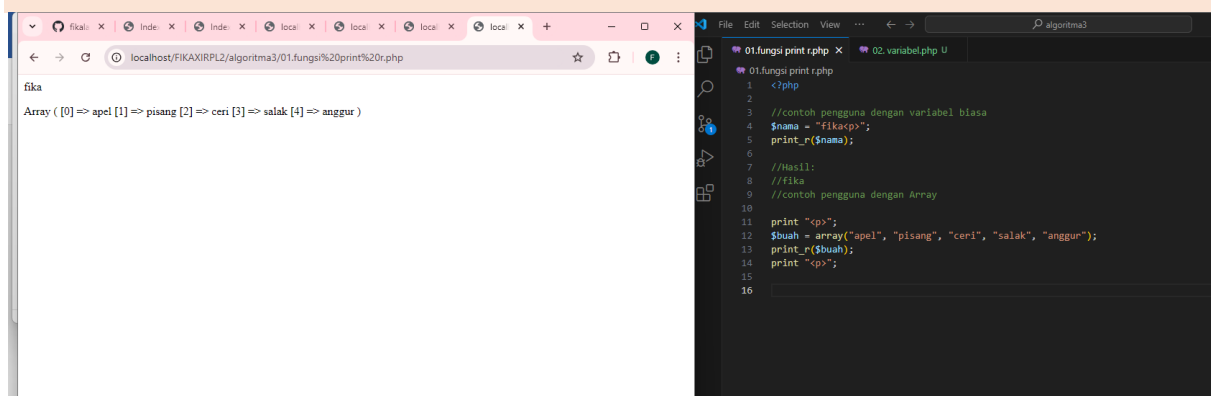 fikala
Inde
Inde
local
local
local
local
localhost/FIKAXIRPL2/algoritma3/01.fungsi%20print%20r.php
F
fika
Array ( [0] => apel [1] => pisang [2] => ceri [3] => salak [4] => anggur )
File Edit Selection View ··· algoritma3
01.fungsi print r.php 02. variabel.php U
01.fungsi print r.php
1 <?php
2
3 //contoh pengguna dengan variabel biasa
4 $nama = "fika<p>";
5 print_r($nama);
6
7 //Hasil:
8 //fika
9 //contoh pengguna dengan Array
10
11 print "<p>";
12 $buah = array("apel", "pisang", "ceri", "salak", "anggur");
13 print_r($buah);
14 print "<p>";
15
16
1